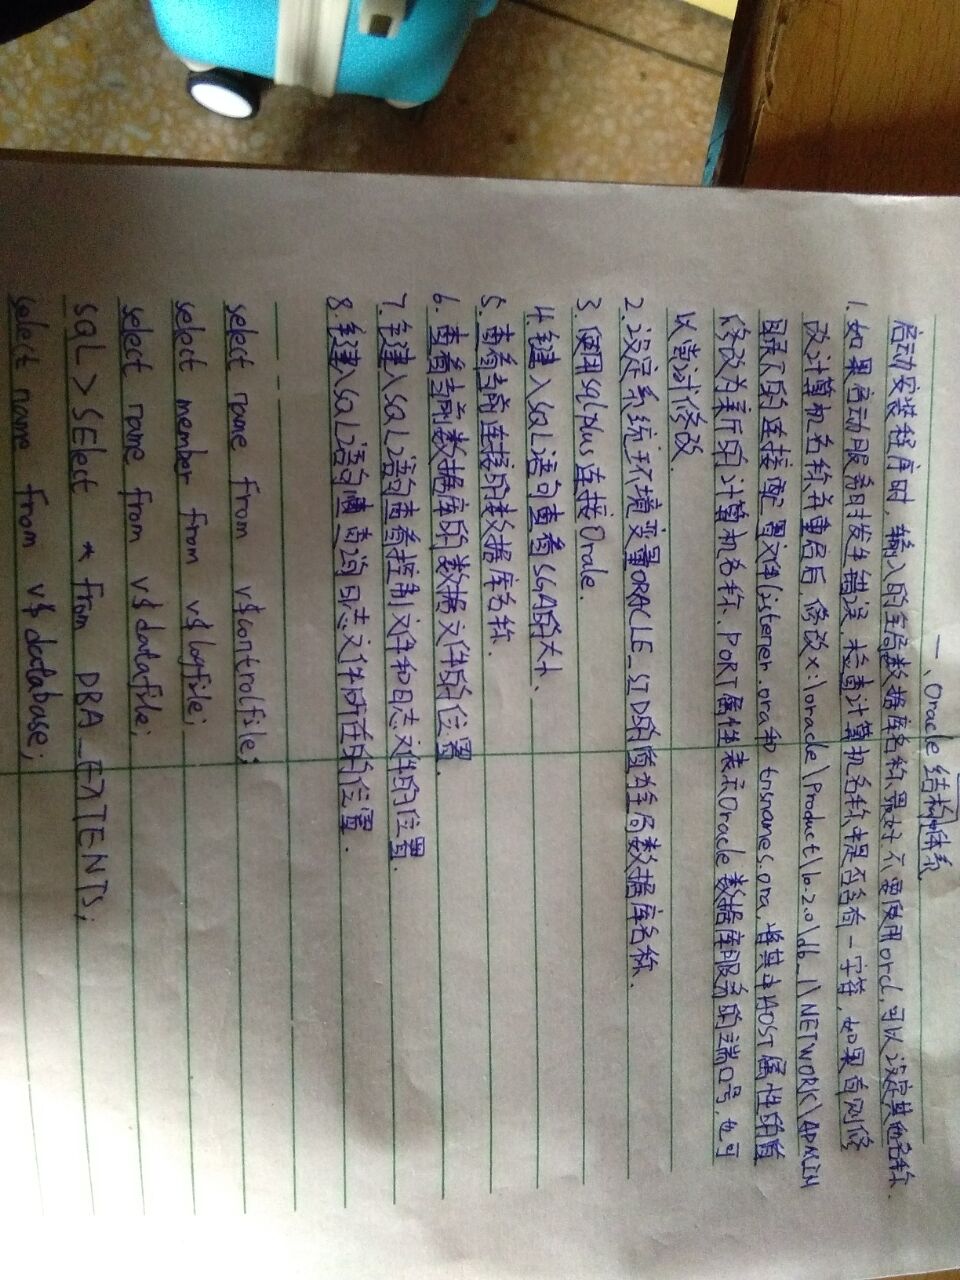 一、Oracle结构体系
启动安装程序时，输入的全局数据库名称最好不要使用orcl，可以设定其他名称.
1. 如果启动服务时发生错误，检查计算机名称中是否含有一字符，如果有则修
改计算机名称并重启后，修改x:\oracle\Product\10.2.0\db_1\NETWORK\ADMIN
目录下的连接配置文件listener.ora和tnsnames.ora，将其中HOST属性的值
修改为新的计算机名称、PORT属性表示Oracle数据库服务的端口号，也可
以尝试修改.
2. 设定系统环境变量ORACLE_SID的值为全局数据库名称.
3. 使用sqlplus连接Orale.
4. 键入SQL语句查看SGA的大小、
5. 查看当前连接的数据库名称.
6. 查看当前数据库的数据文件的位置.
7. 键入SQL语句查看控制文件和日志文件的位置.
8. 键入SQL语句查询日志文件所在的位置.
select name from v$controlfile;
select member from v$logfile;
select name from v$datafile;
SQL>SElect * from DBA_EXTENTS;
select name from v$database;